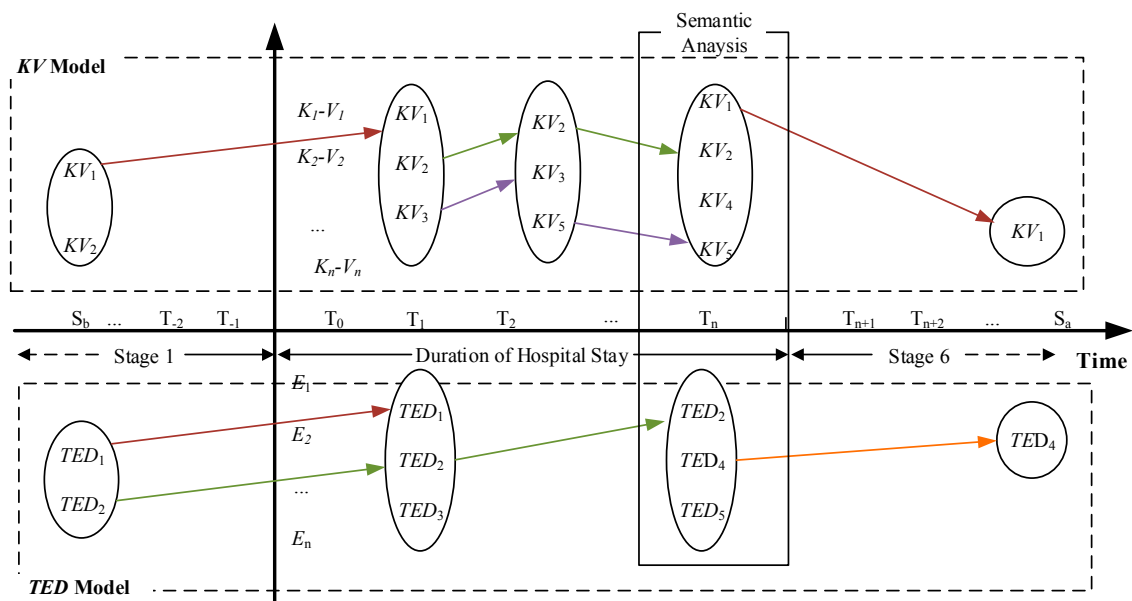 Semantic
Anaysis
KV Model
K1-V1
K2-V2
...
Kn-Vn
KV1
KV2
KV1
KV2
KV3
KV2
KV3
KV5
KV1
KV2
KV4
KV5
KV1
Sb ... T-2 T-1 T0 T1 T2 ... Tn Tn+1 Tn+2 ... Sa
Stage 1 Duration of Hospital Stay Stage 6 Time
E1
E2
...
En
TED1
TED2
TED1
TED2
TED3
TED2
TED4
TED5
TED4
TED Model